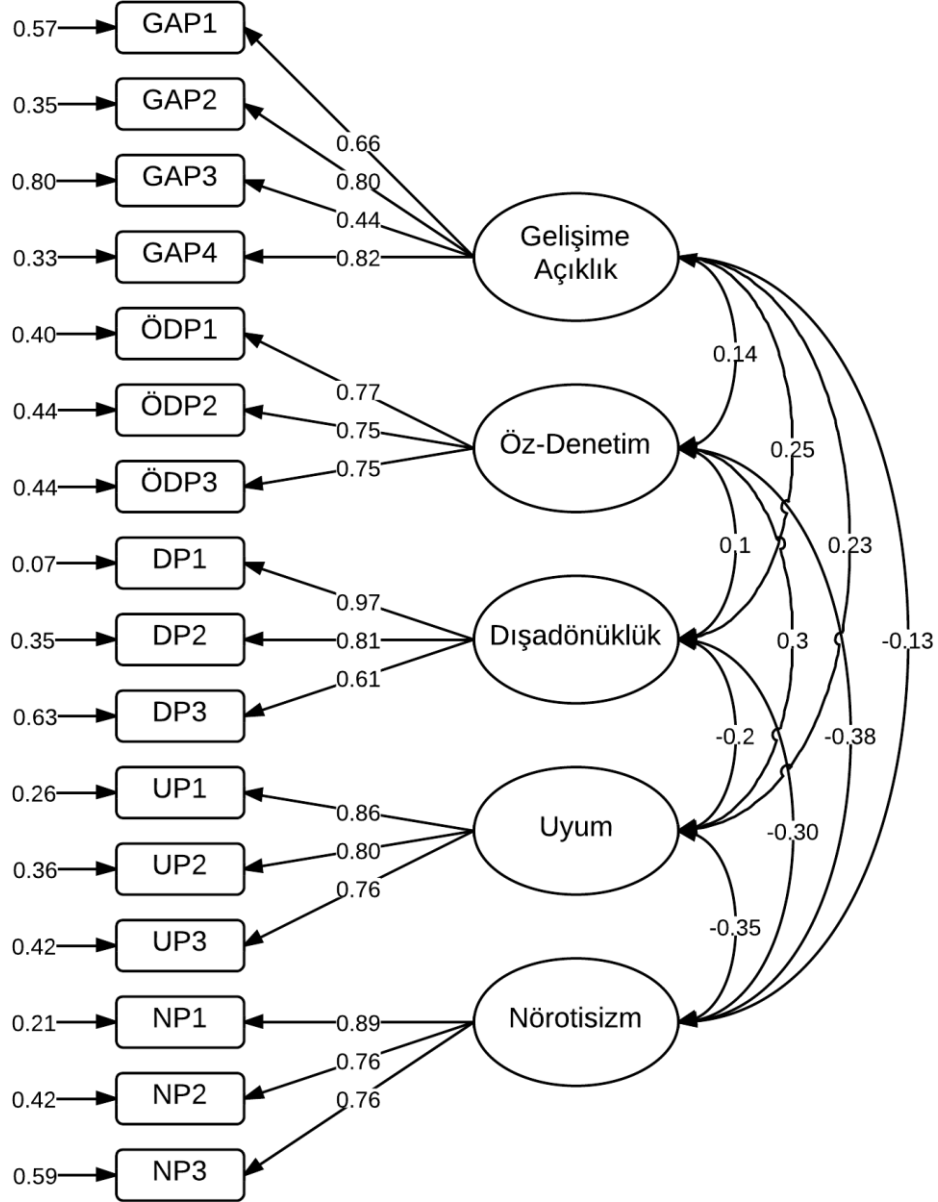 0.57
GAP1
0.35
GAP2
0.80
GAP3
0.33
GAP4
0.40
ÖDP1
0.44
ÖDP2
0.44
ÖDP3
0.07
DP1
0.35
DP2
0.63
DP3
0.26
UP1
0.36
UP2
0.42
UP3
0.21
NP1
0.42
NP2
0.59
NP3
0.66
0.80
0.44
0.82
0.77
0.75
0.75
0.97
0.81
0.61
0.86
0.80
0.76
0.89
0.76
0.76
Gelişime
Açıklık
Öz-Denetim
Dışadönüklük
Uyum
Nörotisizm
0.14
0.25
0.1
0.23
0.3
-0.13
-0.2
-0.38
-0.30
-0.35